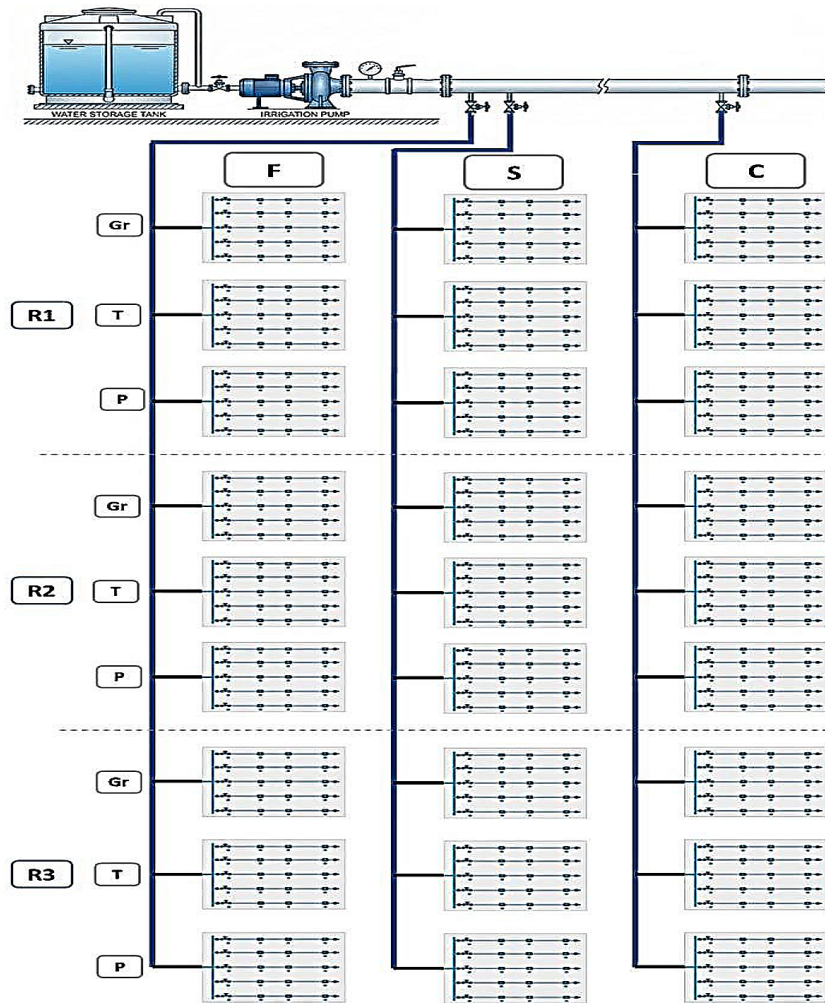 WATER STORAGE TANK
IRRIGATION PUMP
F
S
C
Gr
R1
T
P
Gr
R2
T
P
Gr
R3
T
P